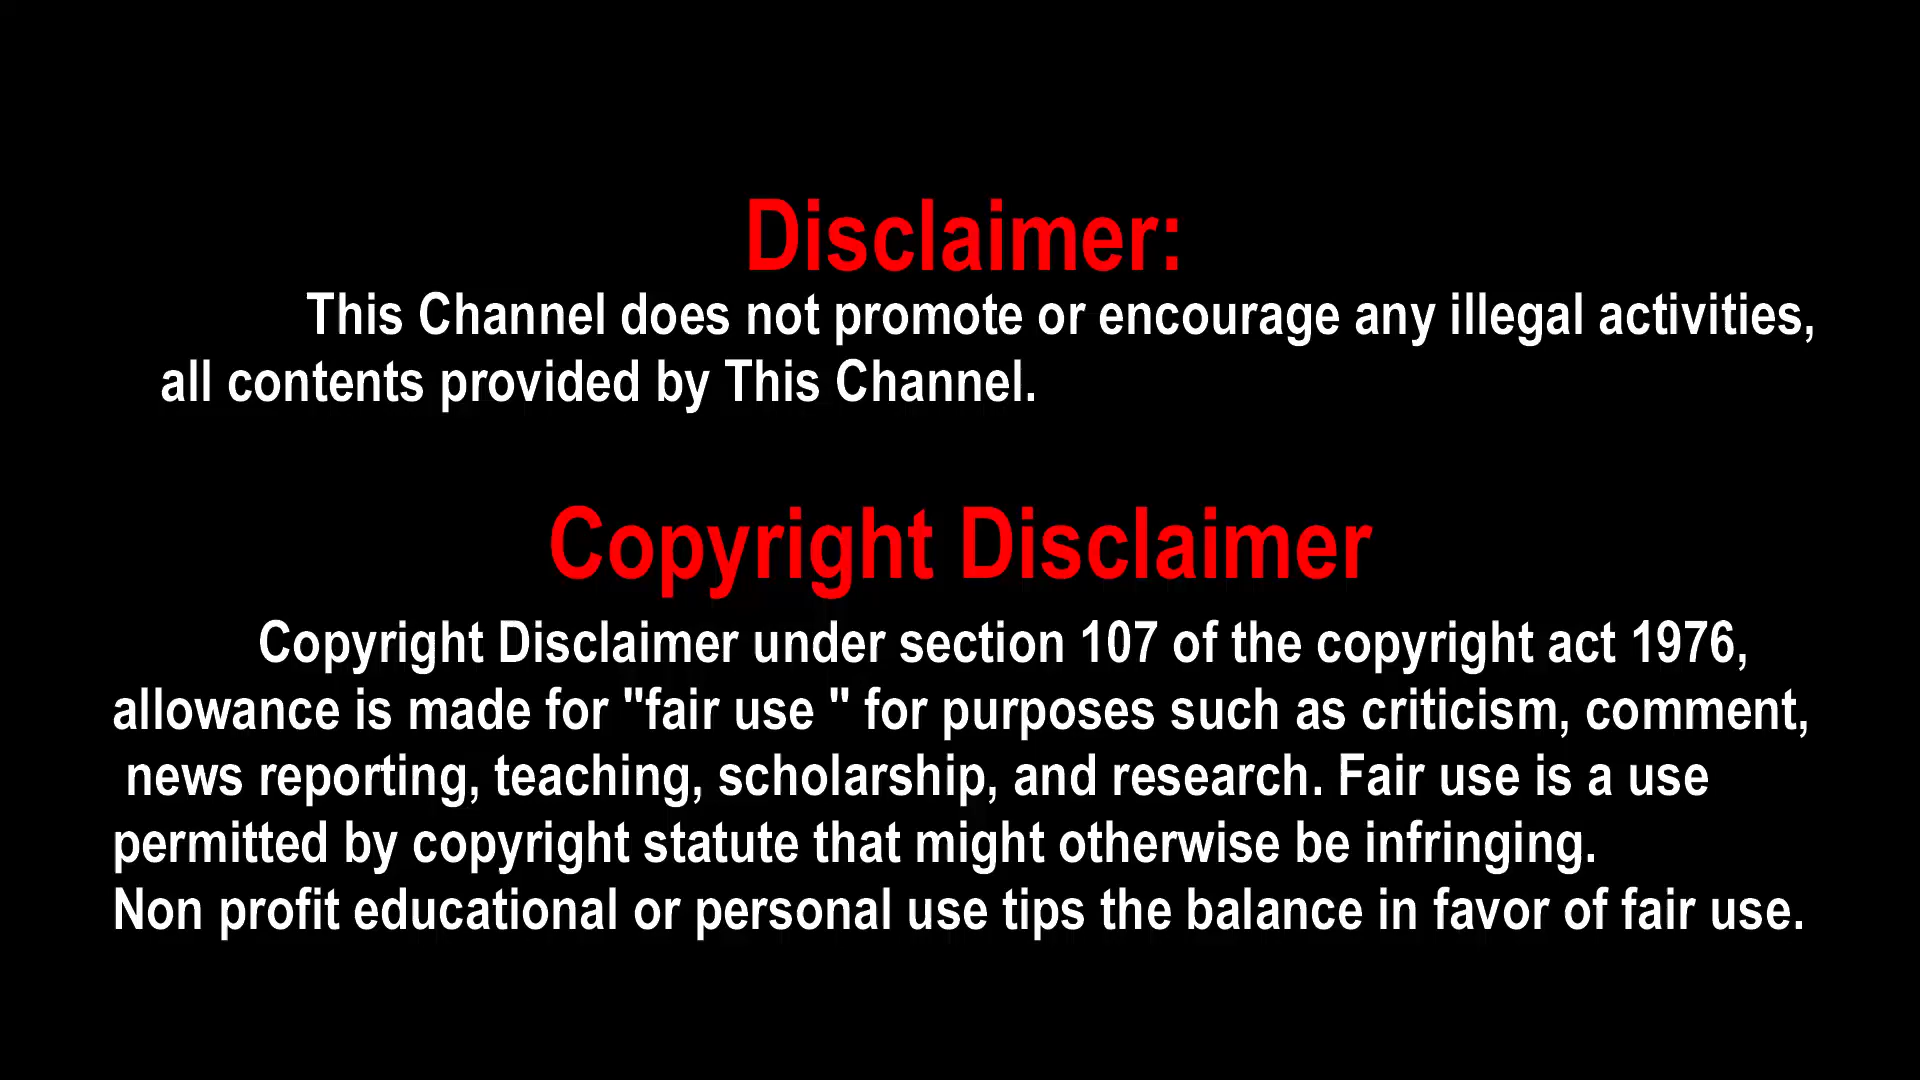 Disclaimer:
This Channel does not promote or encourage any illegal activities,
all contents provided by This Channel.
Copyright Disclaimer
Copyright Disclaimer under section 107 of the copyright act 1976,
allowance is made for "fair use " for purposes such as criticism, comment,
news reporting, teaching, scholarship, and research. Fair use is a use
permitted by copyright statute that might otherwise be infringing.
Non profit educational or personal use tips the balance in favor of fair use.